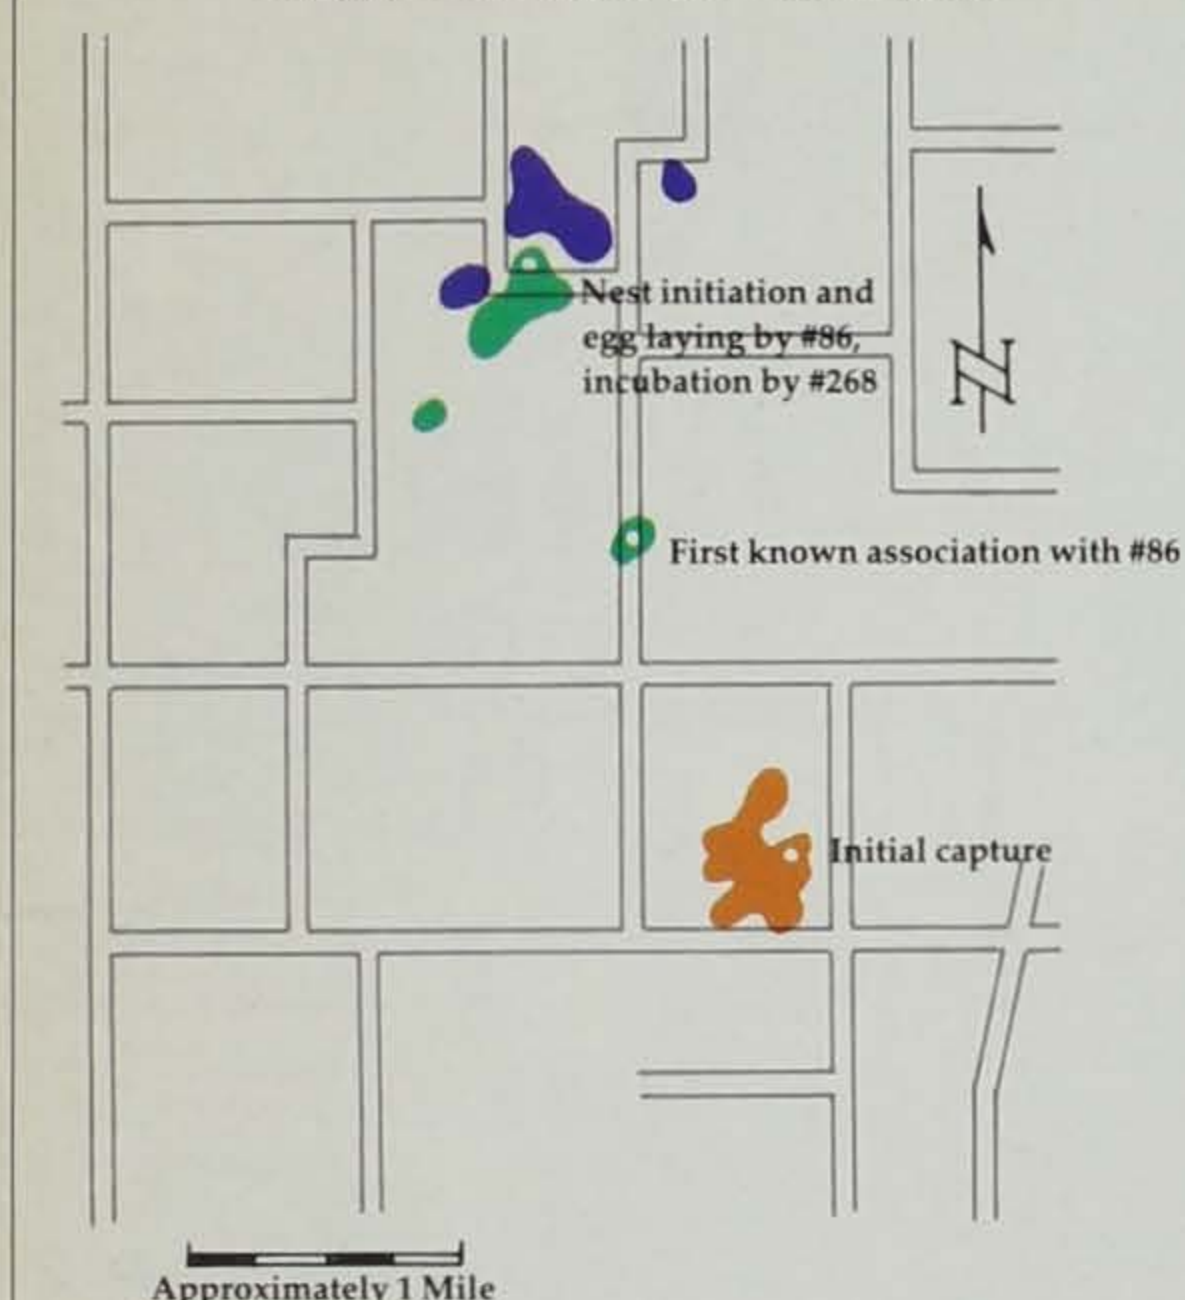 Nest initiation and
egg laying by #86,
incubation by #268
N
First known association with #86
Initial capture
Approximately 1 Mile